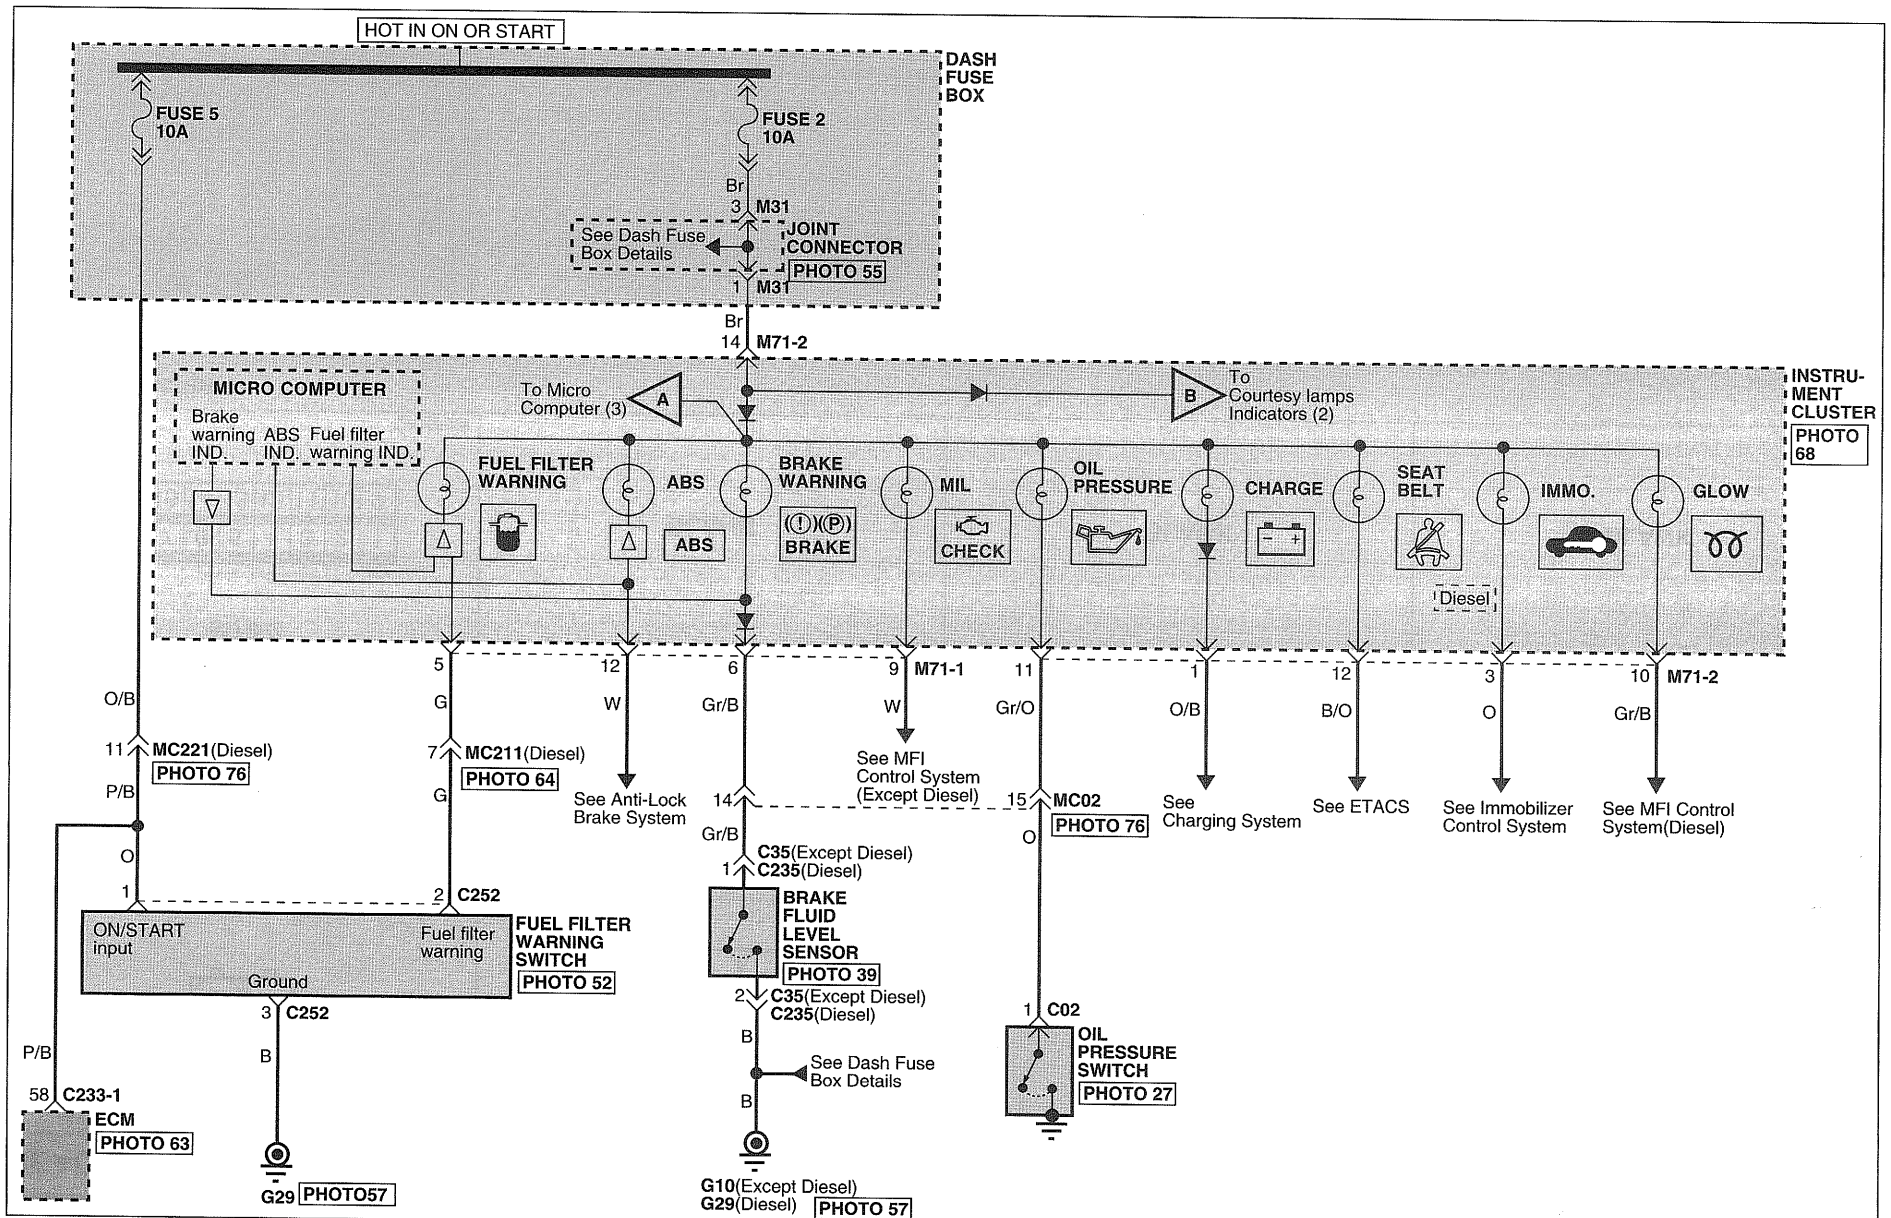 HOT IN ON OR START
DASH
FUSE
BOX
FUSE 5
10A
FUSE 2
10A
Br
3 M31
See Dash Fuse
Box Details
JOINT
CONNECTOR
PHOTO 55
1 M31
Br
14 M71-2
MICRO COMPUTER
Brake
warning
IND.
ABS
IND.
Fuel filter
warning IND.
To Micro
Computer (3)
A
B
To
Courtesy lamps
Indicators (2)
INSTRU-
MENT
CLUSTER
PHOTO
68
FUEL FILTER
WARNING
ABS
ABS
BRAKE
WARNING
(!)(P)
BRAKE
MIL
CHECK
OIL
PRESSURE
CHARGE
- +
SEAT
BELT
IMMO.
GLOW
Diesel
5
12
6
9 M71-1
11
1
12
3
10 M71-2
O/B
G
W
Gr/B
W
Gr/O
O/B
B/O
O
Gr/B
11 MC221(Diesel)
PHOTO 76
7 MC211(Diesel)
PHOTO 64
P/B
G
See Anti-Lock
Brake System
See MFI
Control System
(Except Diesel)
14
15 MC02
PHOTO 76
See
Charging System
See ETACS
See Immobilizer
Control System
See MFI Control
System(Diesel)
Gr/B
O
O
C35(Except Diesel)
1 C235(Diesel)
1
2 C252
ON/START
input
Fuel filter
warning
Ground
FUEL FILTER
WARNING
SWITCH
PHOTO 52
BRAKE
FLUID
LEVEL
SENSOR
PHOTO 39
3 C252
2 C35(Except Diesel)
C235(Diesel)
1 C02
B
B
See Dash Fuse
Box Details
B
OIL
PRESSURE
SWITCH
PHOTO 27
P/B
58 C233-1
ECM
PHOTO 63
G29 PHOTO57
G10(Except Diesel)
G29(Diesel) PHOTO 57